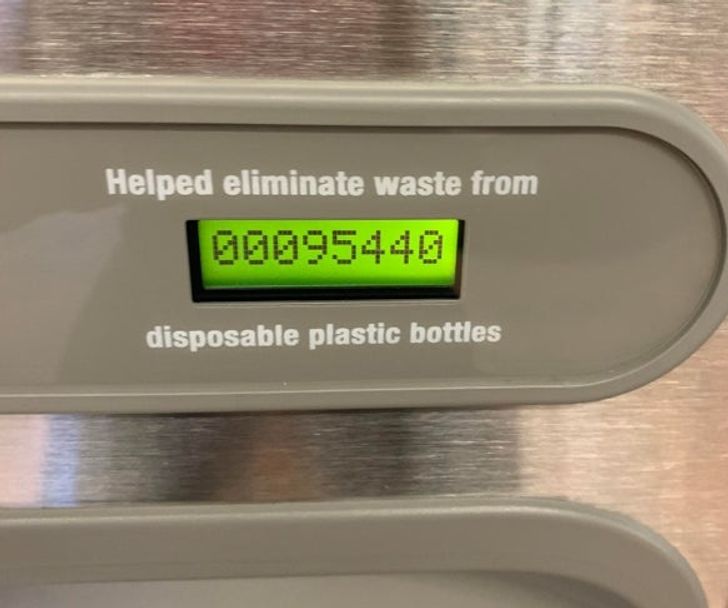 Helped eliminate waste from
00095440
disposable plastic bottles